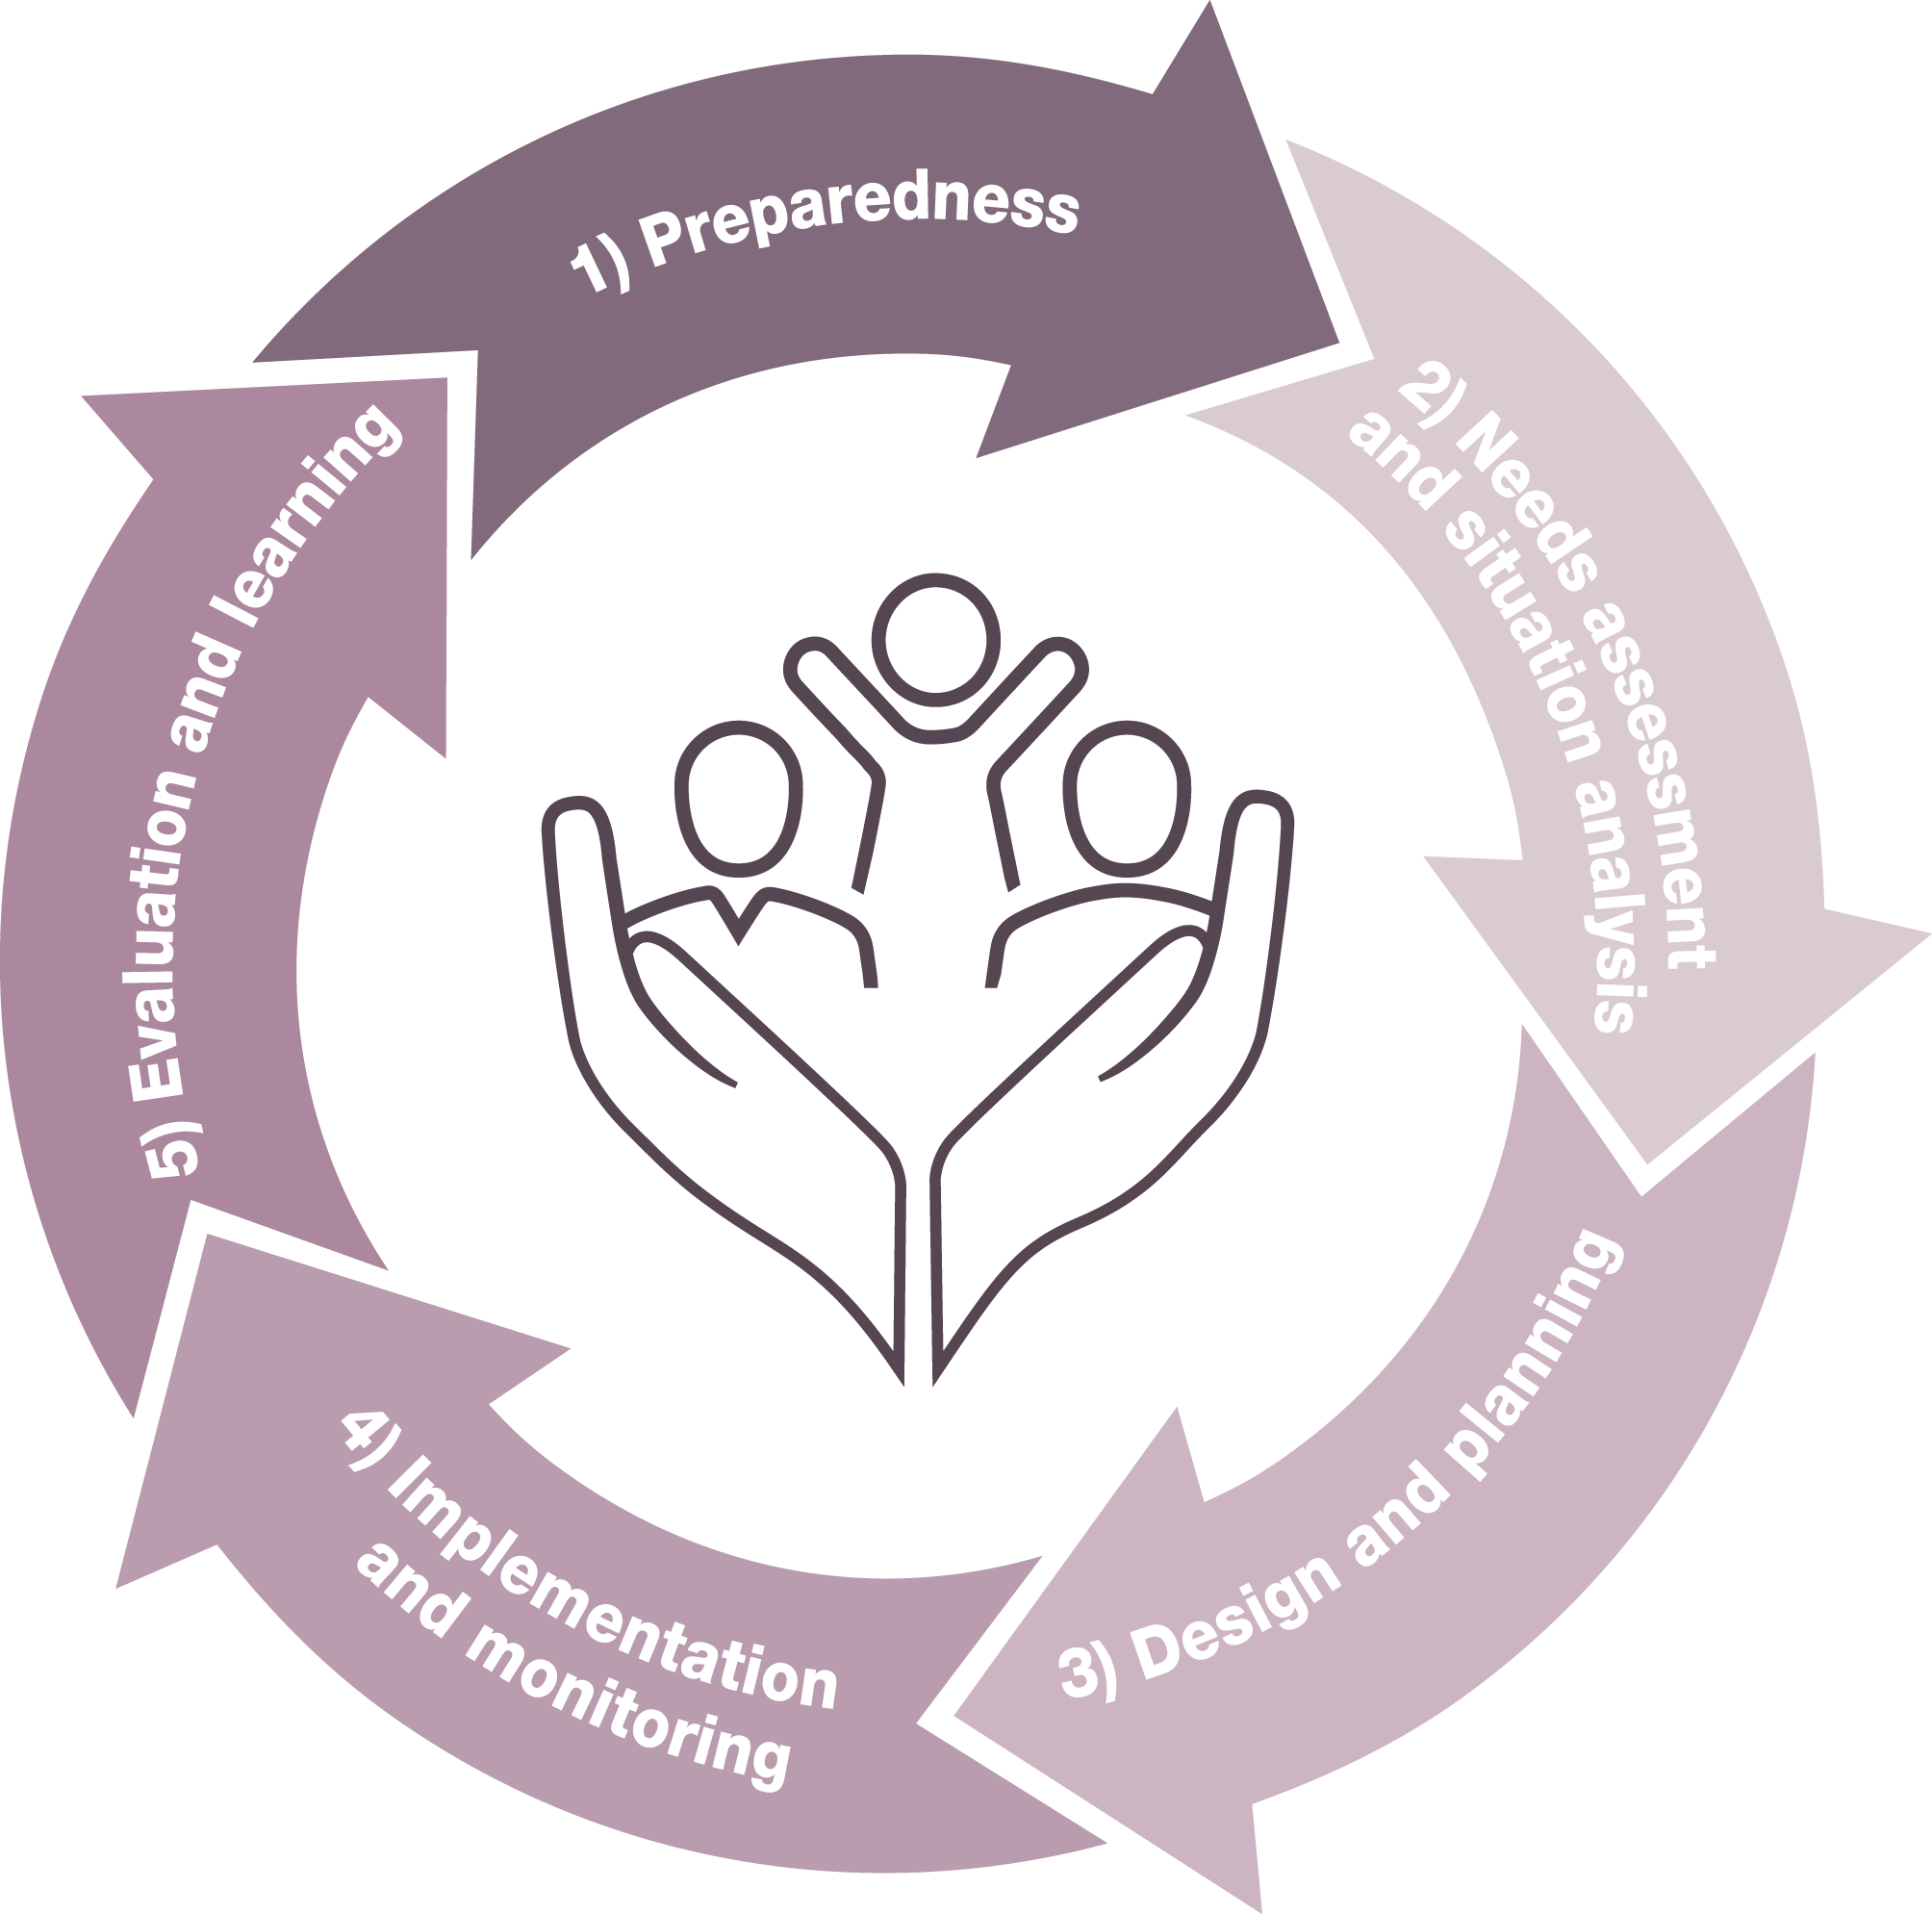 1) Preparedness
2) Needs assessment
and situation analysis
3) Design and planning
4) Implementation
and monitoring
5) Evaluation and learning